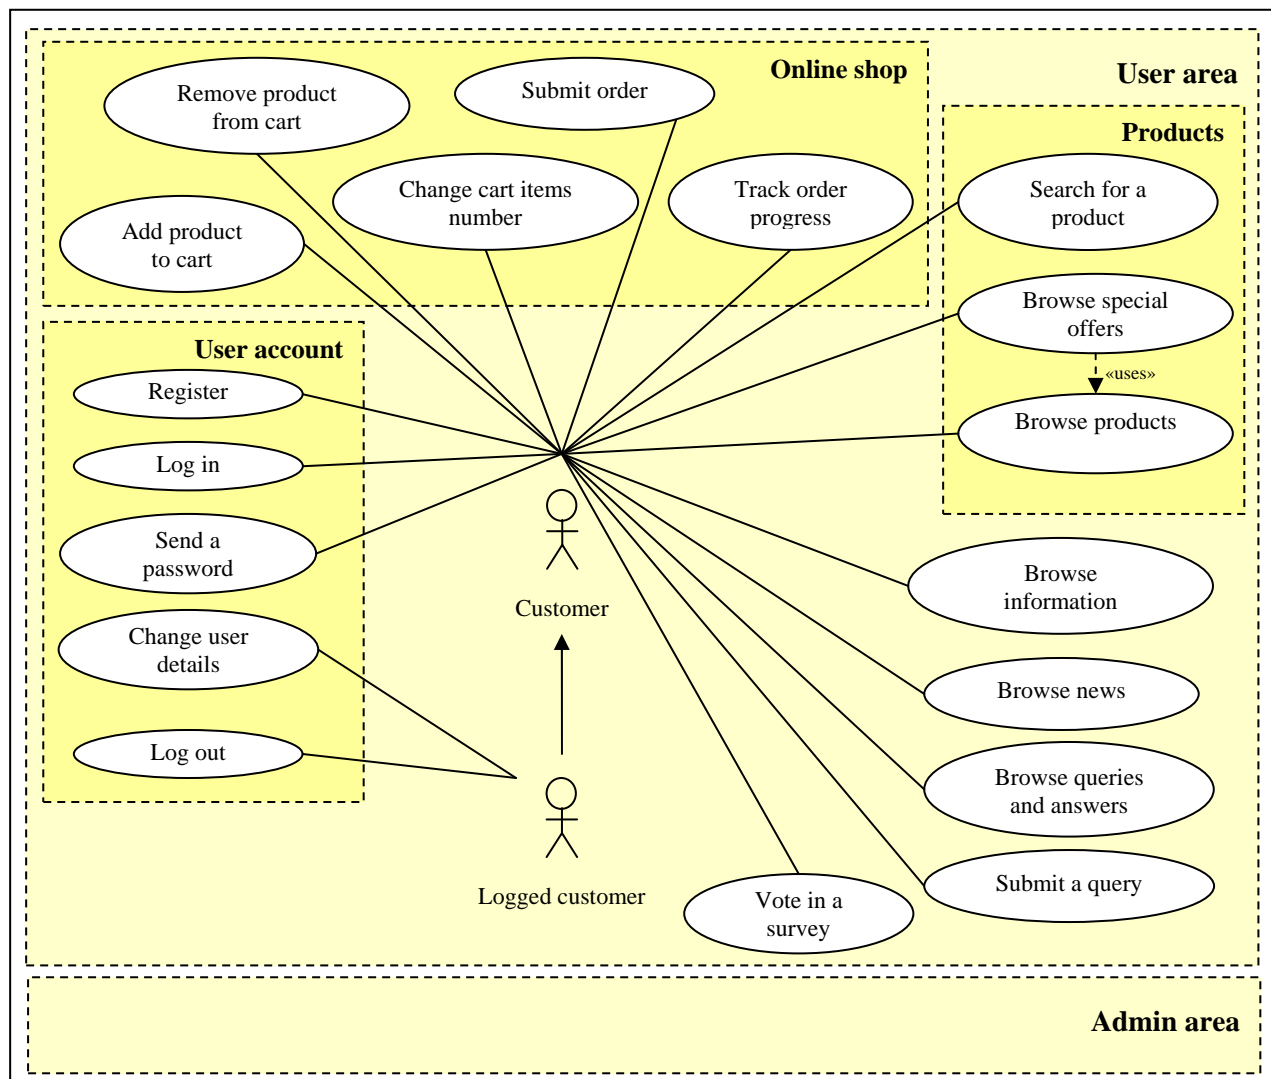 Online shop
User area
Remove product
from cart
Submit order
Products
Change cart items
number
Track order
progress
Search for a
product
Add product
to cart
Browse special
offers
User account
«uses»
Register
Browse products
Log in
Send a
password
Browse
information
Customer
Change user
details
Browse news
Log out
Browse queries
and answers
Logged customer
Submit a query
Vote in a
survey
Admin area